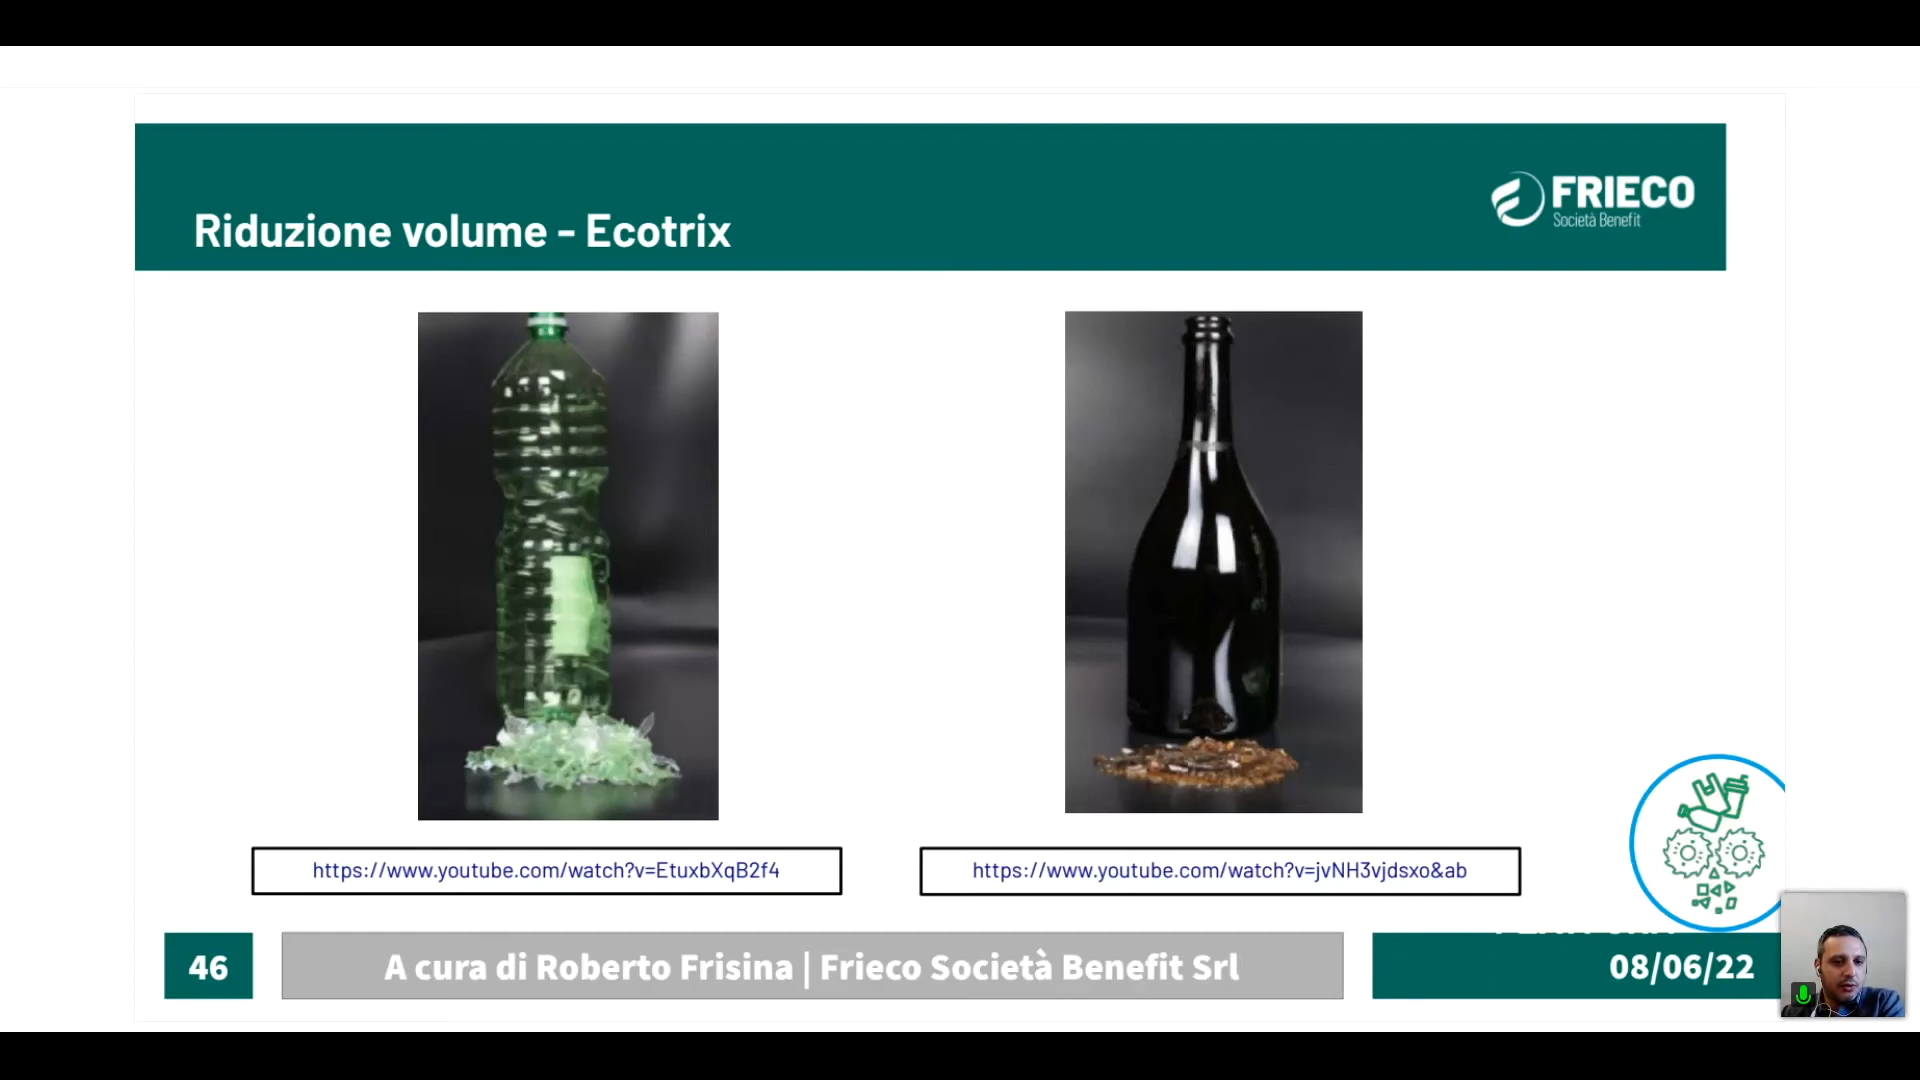 Riduzione volume - Ecotrix
FRIECO
Società Benefit
https://www.youtube.com/watch?v=EtuxbXqB2f4
https://www.youtube.com/watch?v=jvNH3vjdsxo&ab
46
A cura di Roberto Frisina | Frieco Società Benefit Srl
08/06/22